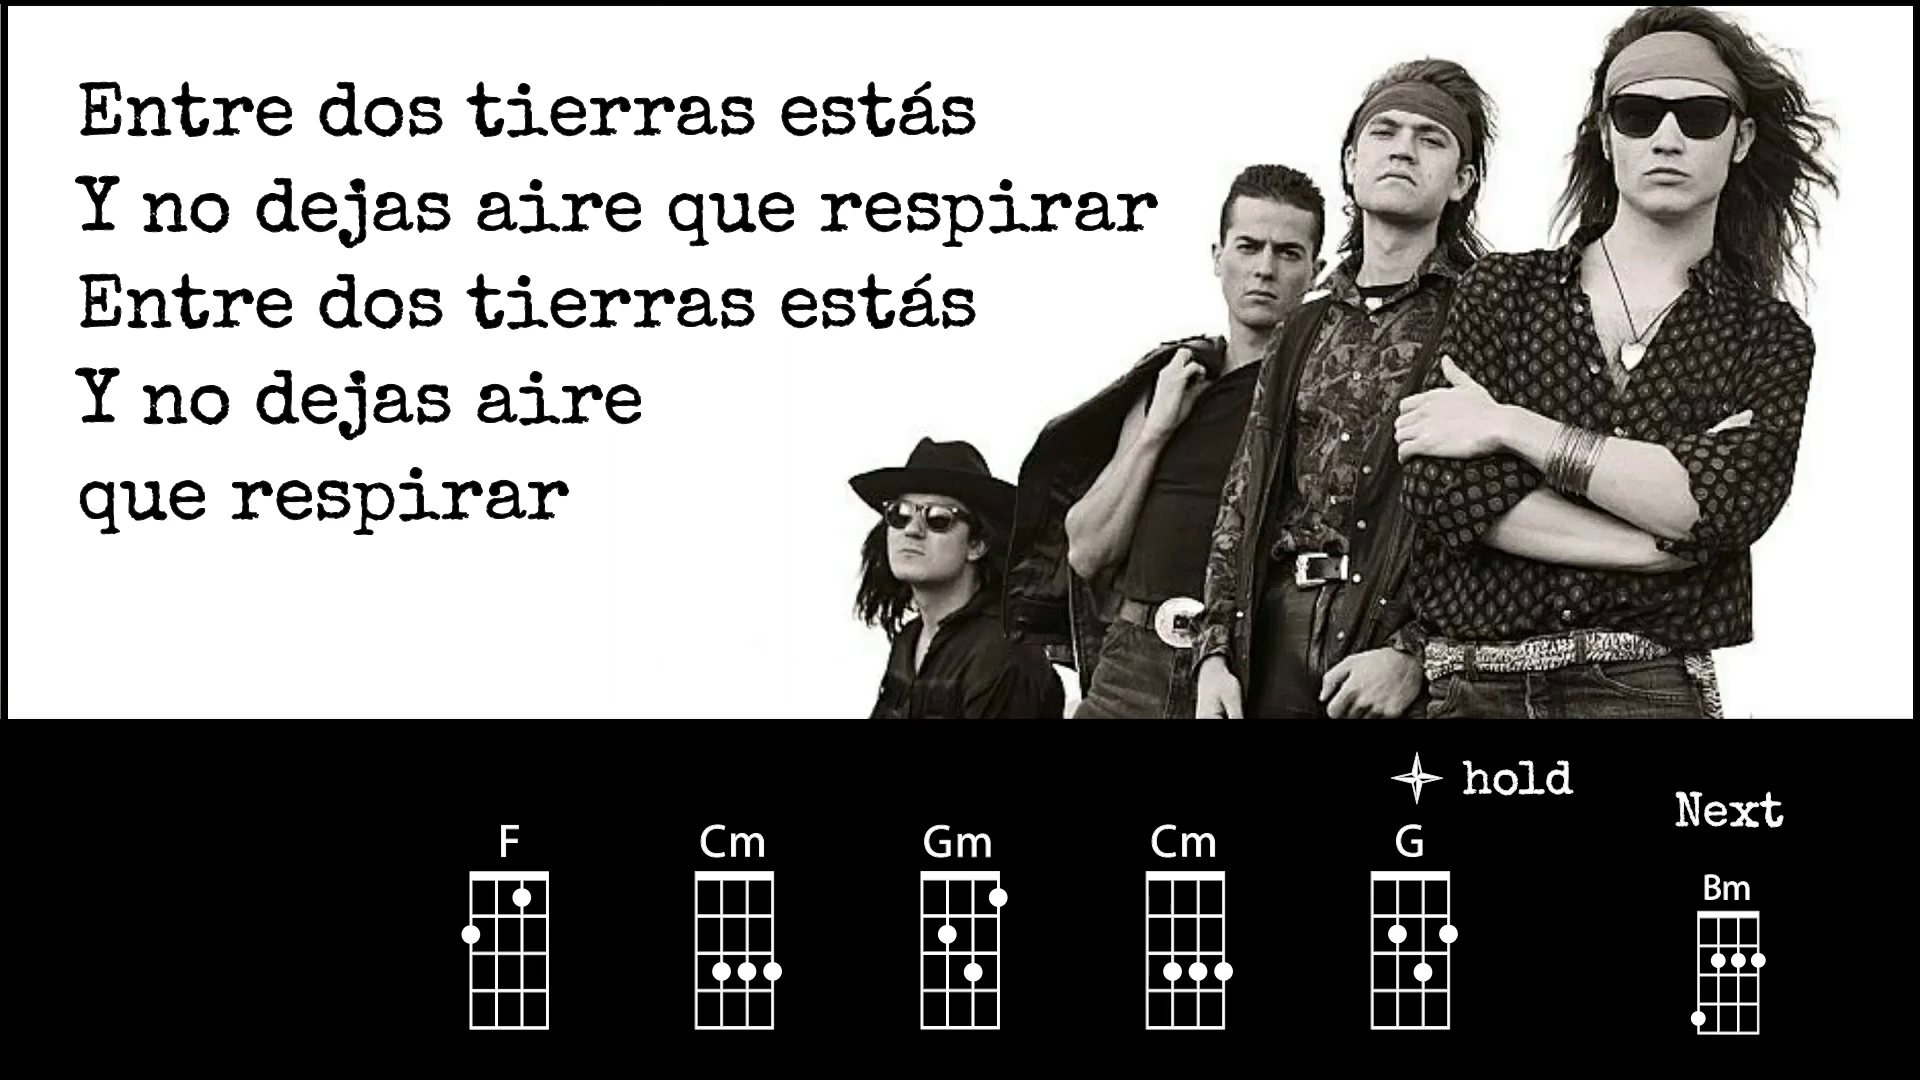 Entre dos tierras estás
Y no dejas aire que respirar
Entre dos tierras estás
Y no dejas aire
que respirar
hold
Next
F Cm Gm Cm G Bm